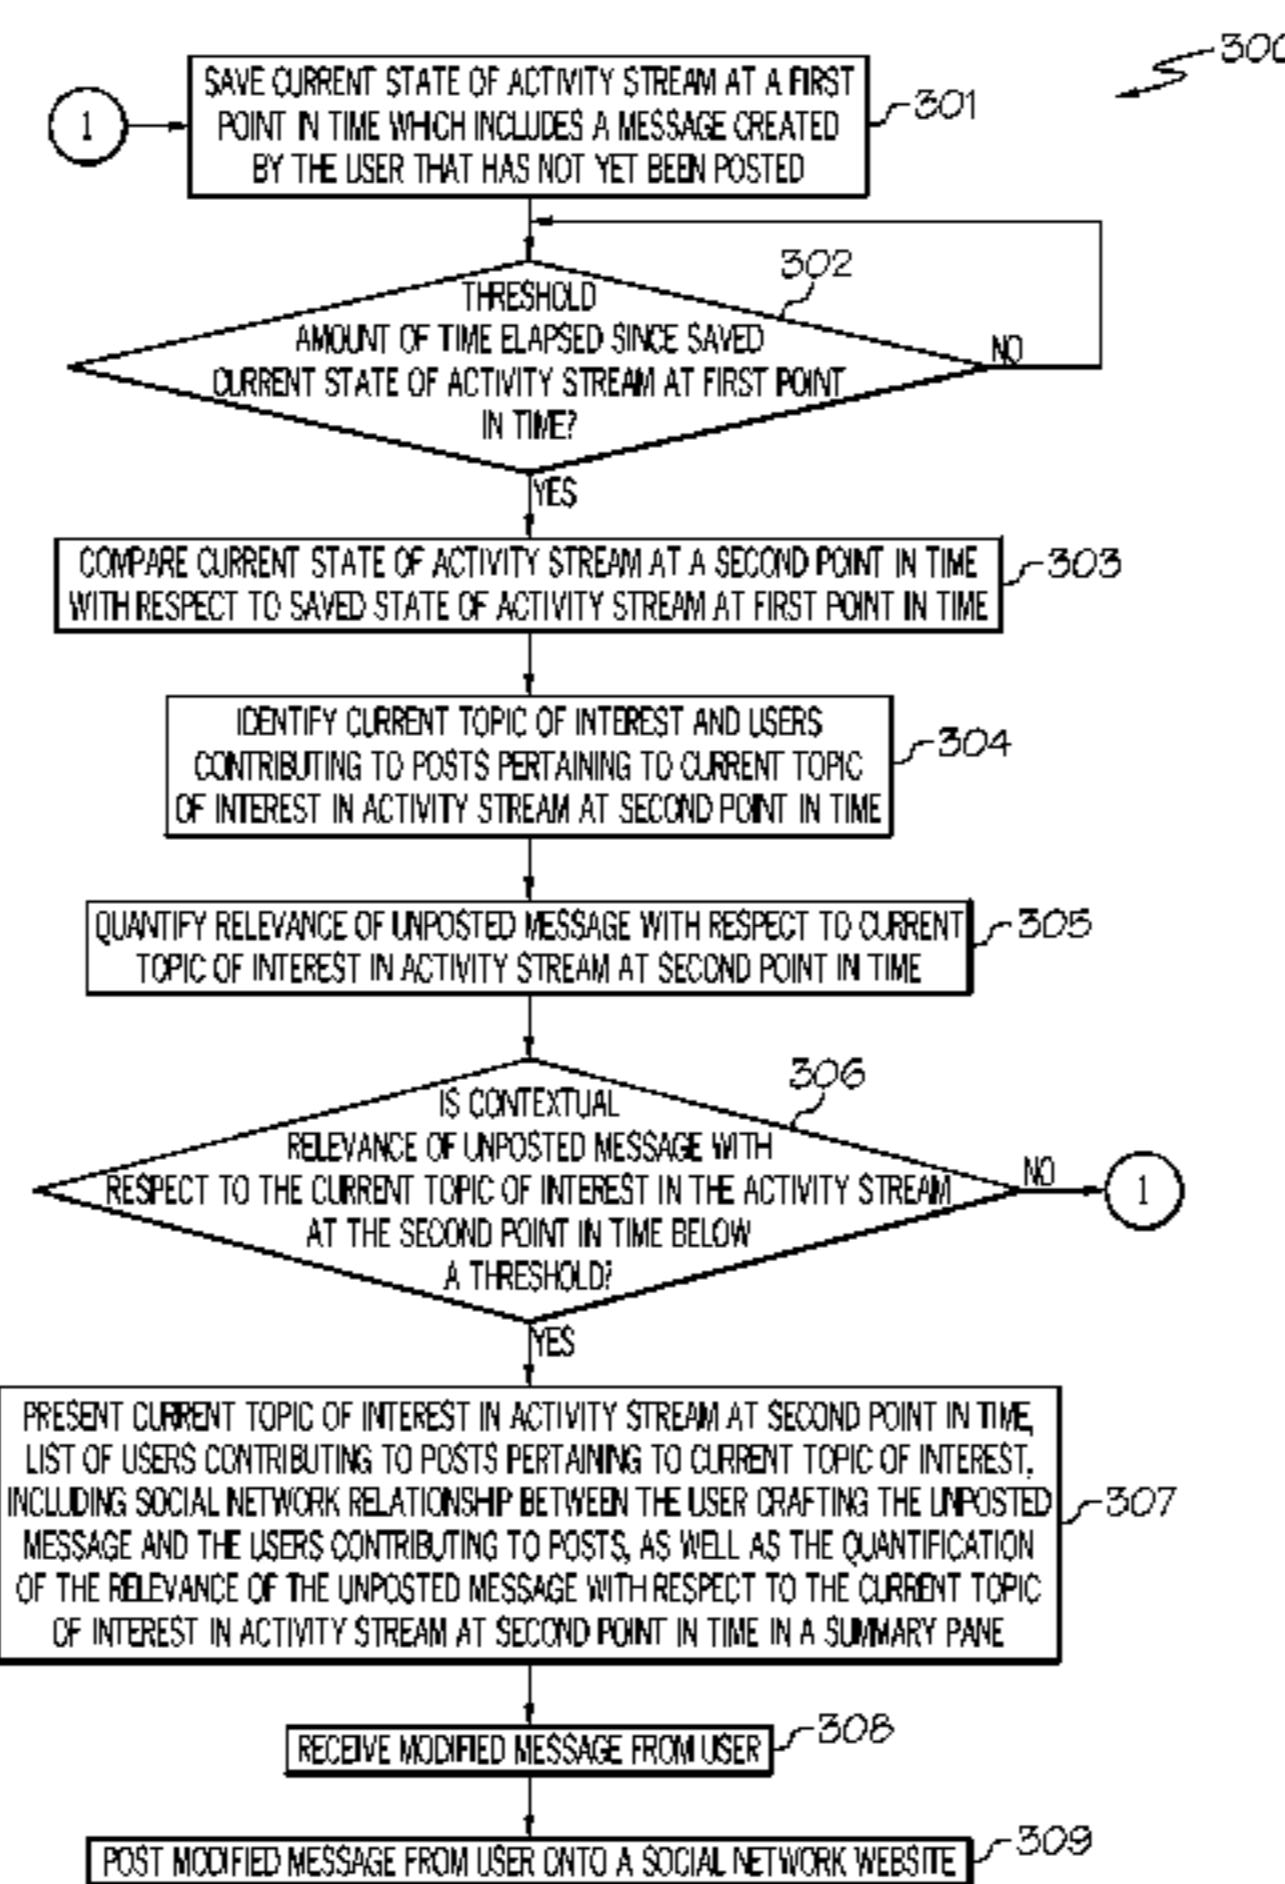 300
1
SAVE CURRENT STATE OF ACTIVITY STREAM AT A FIRST
POINT IN TIME WHICH INCLUDES A MESSAGE CREATED
BY THE USER THAT HAS NOT YET BEEN POSTED
301
302
THRESHOLD
AMOUNT OF TIME ELAPSED SINCE SAVED
CURRENT STATE OF ACTIVITY STREAM AT FIRST POINT
IN TIME?
NO
YES
COMPARE CURRENT STATE OF ACTIVITY STREAM AT A SECOND POINT IN TIME
WITH RESPECT TO SAVED STATE OF ACTIVITY STREAM AT FIRST POINT IN TIME
303
IDENTIFY CURRENT TOPIC OF INTEREST AND USERS
CONTRIBUTING TO POSTS PERTAINING TO CURRENT TOPIC
OF INTEREST IN ACTIVITY STREAM AT SECOND POINT IN TIME
304
QUANTIFY RELEVANCE OF UNPOSTED MESSAGE WITH RESPECT TO CURRENT
TOPIC OF INTEREST IN ACTIVITY STREAM AT SECOND POINT IN TIME
305
306
IS CONTEXTUAL
RELEVANCE OF UNPOSTED MESSAGE WITH
RESPECT TO THE CURRENT TOPIC OF INTEREST IN THE ACTIVITY STREAM
AT THE SECOND POINT IN TIME BELOW
A THRESHOLD?
NO
1
YES
PRESENT CURRENT TOPIC OF INTEREST IN ACTIVITY STREAM AT SECOND POINT IN TIME,
LIST OF USERS CONTRIBUTING TO POSTS PERTAINING TO CURRENT TOPIC OF INTEREST,
INCLUDING SOCIAL NETWORK RELATIONSHIP BETWEEN THE USER CRAFTING THE UNPOSTED
MESSAGE AND THE USERS CONTRIBUTING TO POSTS, AS WELL AS THE QUANTIFICATION
OF THE RELEVANCE OF THE UNPOSTED MESSAGE WITH RESPECT TO THE CURRENT TOPIC
OF INTEREST IN ACTIVITY STREAM AT SECOND POINT IN TIME IN A SUMMARY PANE
307
RECEIVE MODIFIED MESSAGE FROM USER
308
POST MODIFIED MESSAGE FROM USER ONTO A SOCIAL NETWORK WEBSITE
309